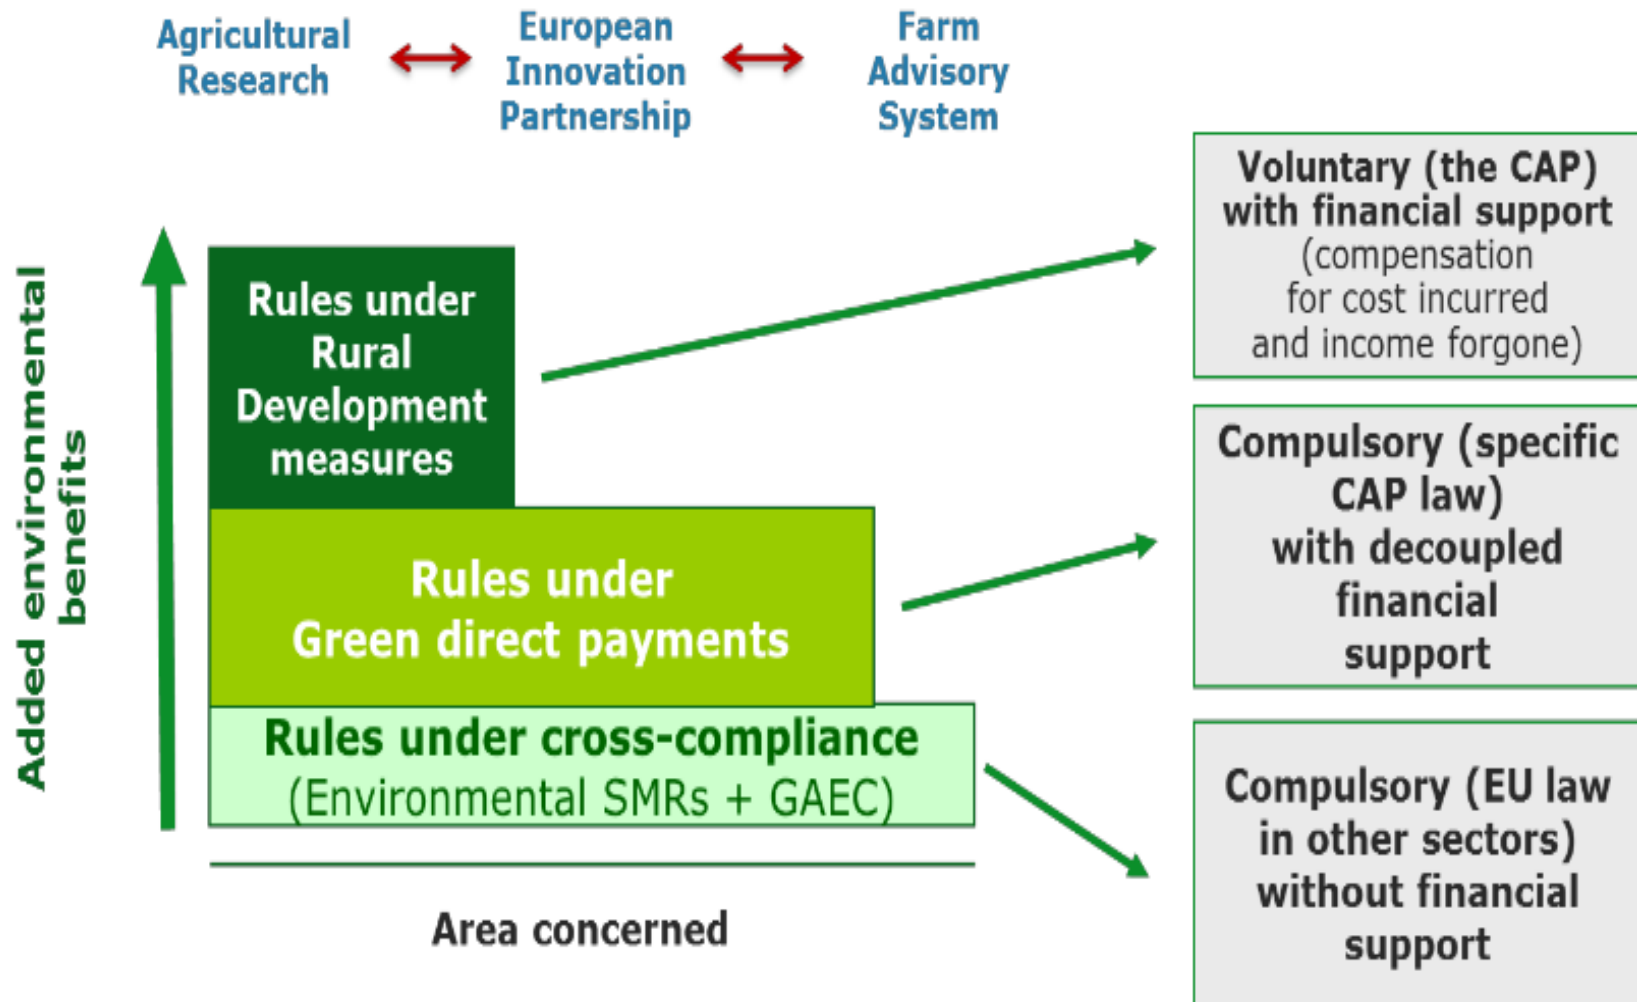 Agricultural
Research
European
Innovation
Partnership
Farm
Advisory
System
Added environmental
benefits
Rules under
Rural
Development
measures
Rules under
Green direct payments
Rules under cross-compliance
(Environmental SMRs + GAEC)
Area concerned
Voluntary (the CAP)
with financial support
(compensation
for cost incurred
and income forgone)
Compulsory (specific
CAP law)
with decoupled
financial
support
Compulsory (EU law
in other sectors)
without financial
support